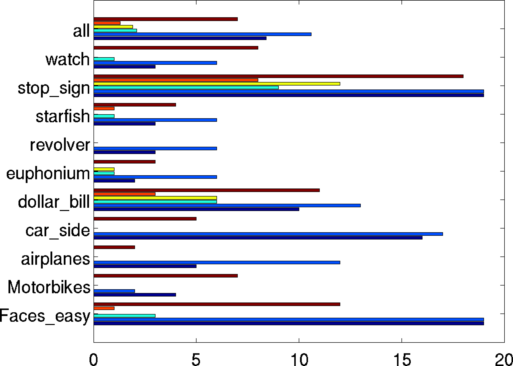 all
watch
stop_sign
starfish
revolver
euphonium
dollar_bill
car_side
airplanes
Motorbikes
Faces_easy
0 5 10 15 20